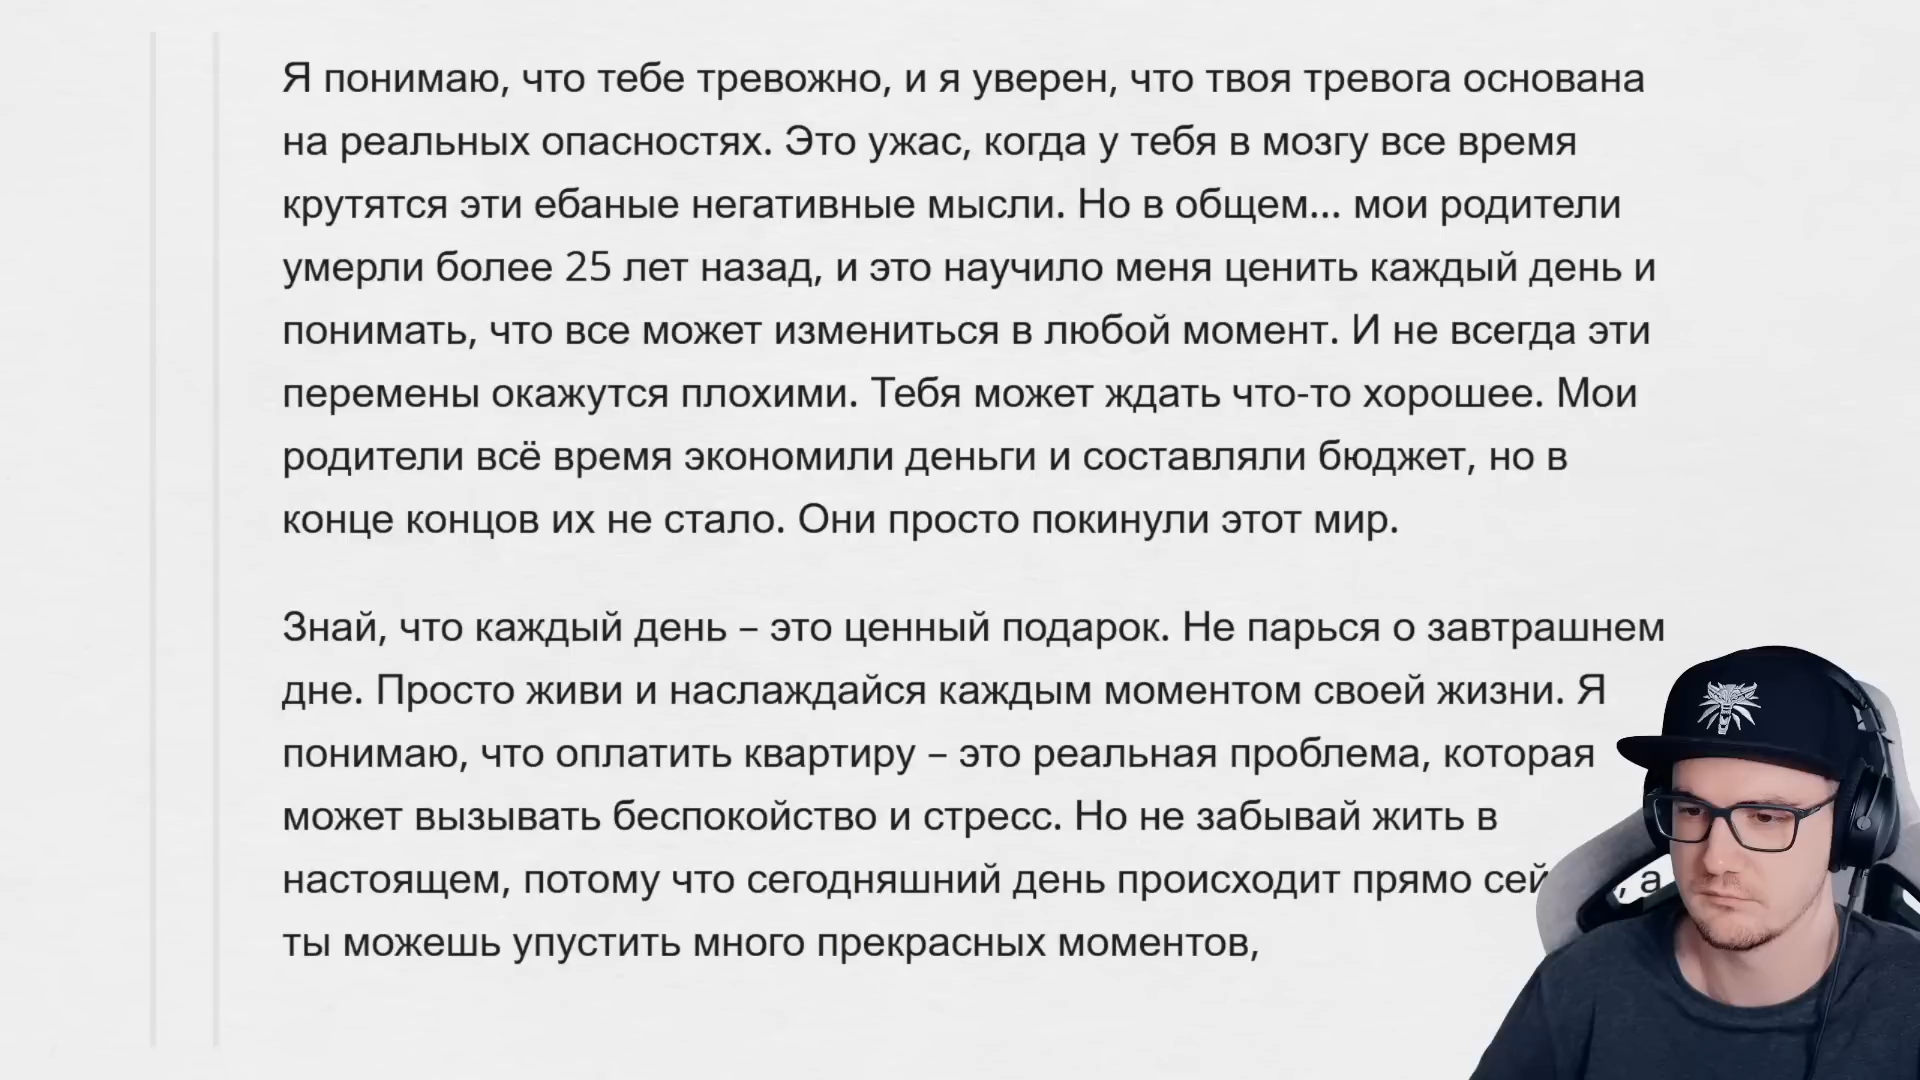 Я понимаю, что тебе тревожно, и я уверен, что твоя тревога основана
на реальных опасностях. Это ужас, когда у тебя в мозгу все время
крутятся эти ебаные негативные мысли. Но в общем... мои родители
умерли более 25 лет назад, и это научило меня ценить каждый день и
понимать, что все может измениться в любой момент. И не всегда эти
перемены окажутся плохими. Тебя может ждать что-то хорошее. Мои
родители всё время экономили деньги и составляли бюджет, но в
конце концов их не стало. Они просто покинули этот мир.
Знай, что каждый день – это ценный подарок. Не парься о завтрашнем
дне. Просто живи и наслаждайся каждым моментом своей жизни. Я
понимаю, что оплатить квартиру – это реальная проблема, которая
может вызывать беспокойство и стресс. Но не забывай жить в
настоящем, потому что сегодняшний день происходит прямо , а
ты можешь упустить много прекрасных моментов,